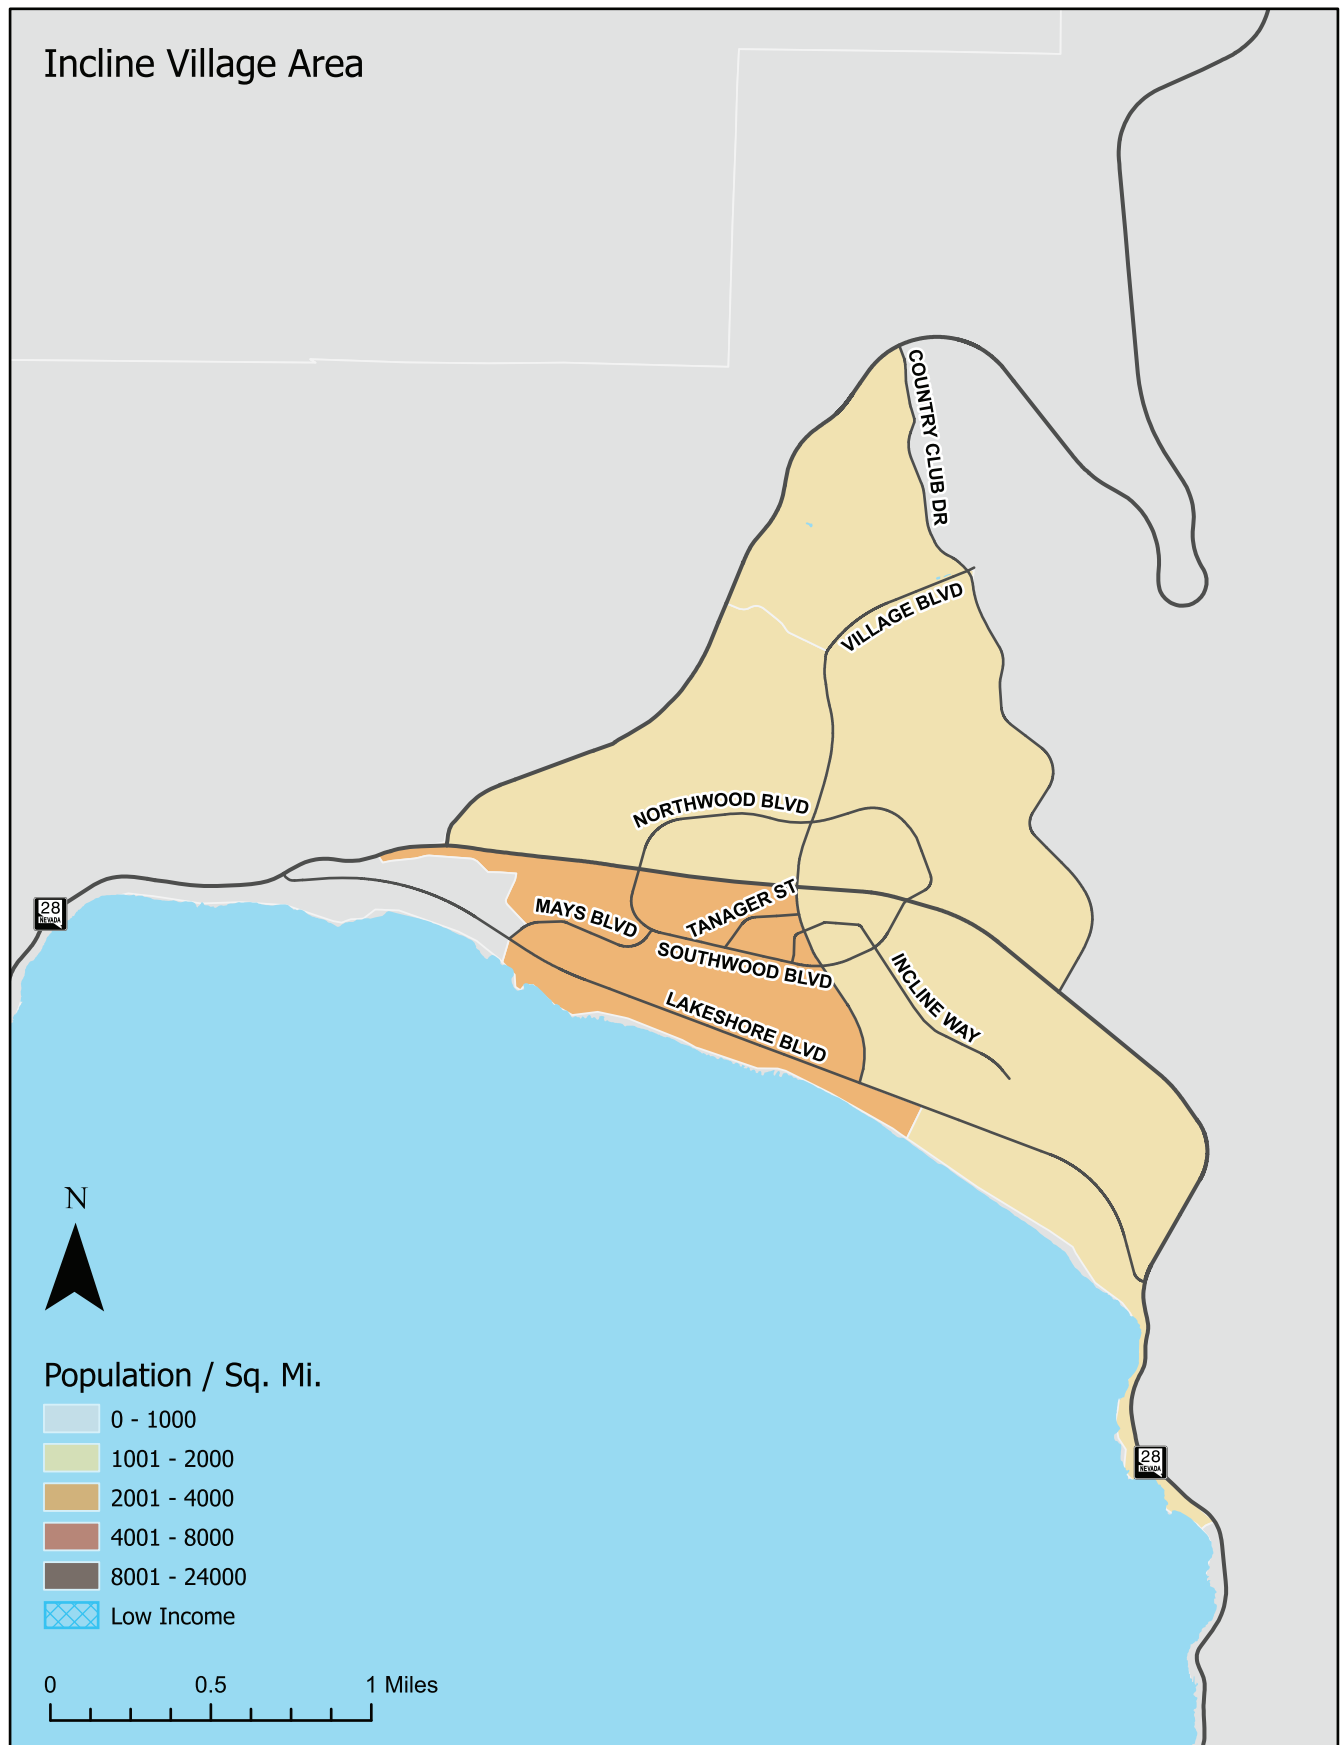 Incline Village Area
COUNTRY CLUB DR
VILLAGE BLVD
NORTHWOOD BLVD
TANAGER ST
MAYS BLVD
28
NEVADA
SOUTHWOOD BLVD
INCLINE WAY
LAKESHORE BLVD
N
Population / Sq. Mi.
0 - 1000
1001 - 2000
2001 - 4000
4001 - 8000
8001 - 24000
Low Income
28
NEVADA
0 0.5 1 Miles